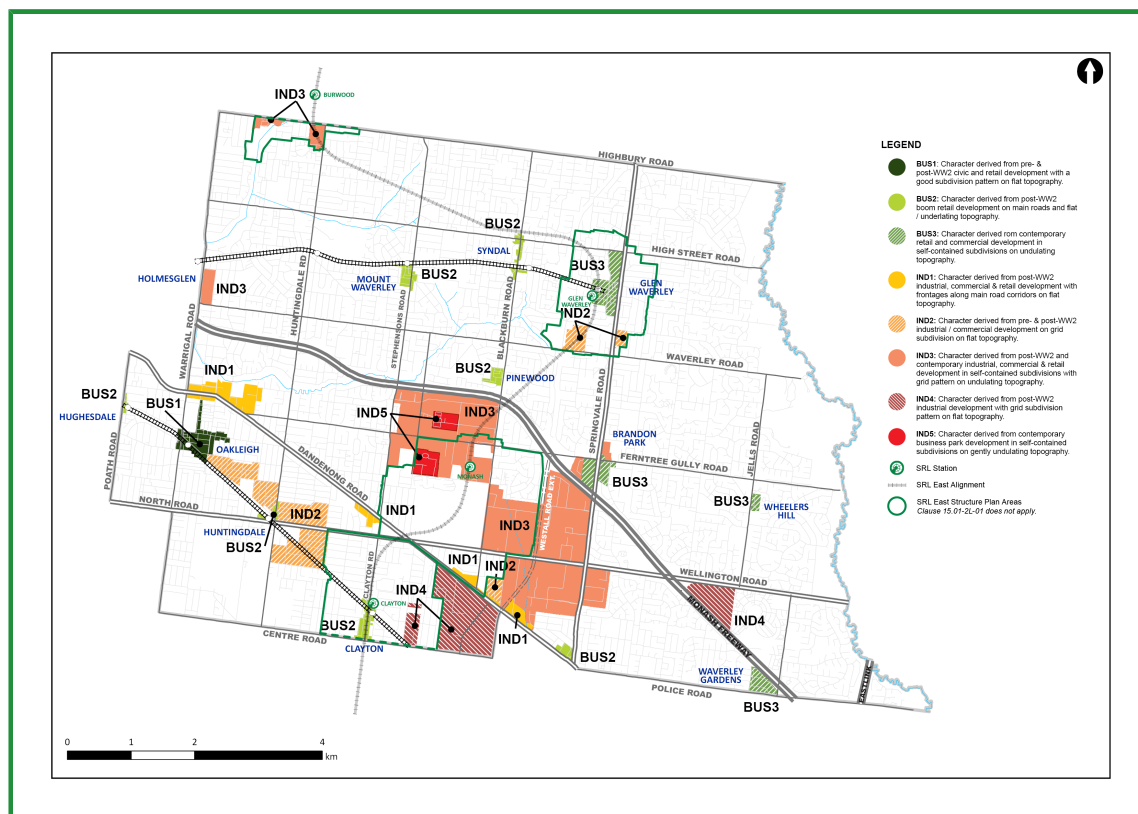 IND3
BURWOOD
HIGHBURY ROAD
BUS2
SYNDAL
HIGH STREET ROAD
BUS3
HOLMESGLEN
IND3
HUNTINGDALE RD
MOUNT
WAVERLEY
BUS2
STEPHENSONS ROAD
BLACKBURN ROAD
GLEN
WAVERLEY
GLEN
WAVERLEY
IND2
WARRIGAL ROAD
WAVERLEY ROAD
IND1
BUS2
PINEWOOD
BUS2
BUS1
HUGHESDALE
IND5
IND3
SPRINGVALE ROAD
JELLS ROAD
OAKLEIGH
BRANDON
PARK
POATH ROAD
DANDENONG ROAD
MONASH
FERNTREE GULLY ROAD
BUS3
BUS3
WHEELERS
HILL
NORTH ROAD
IND2
IND1
IND3
WESTALL ROAD EXT.
HUNTINGDALE
BUS2
CLAYTON RD
IND1
IND2
WELLINGTON ROAD
IND4
CLAYTON
IND4
MONASH FREEWAY
BUS2
CENTRE ROAD
CLAYTON
IND1
BUS2
WAVERLEY
GARDENS
POLICE ROAD
BUS3
EASTLINK
0 1 2 4
km
LEGEND
BUS1: Character derived from pre- &
post-WW2 civic and retail development with a
good subdivision pattern on flat topography.
BUS2: Character derived from post-WW2
boom retail development on main roads and flat
/ underlating topography.
BUS3: Character derived rom contemporary
retail and commercial development in
self-contained subdivisions on undulating
topography.
IND1: Character derived from post-WW2
industrial, commercial & retail development with
frontages along main road corridors on flat
topography.
IND2: Character derived from pre- & post-WW2
industrial / commercial development on grid
subdivision on flat topography.
IND3: Character derived from post-WW2 and
contemporary industrial, commercial & retail
development in self-contained subdivisions with
grid pattern on undulating topography.
IND4: Character derived from post-WW2
industrial development with grid subdivision
pattern on flat topography.
IND5: Character derived from contemporary
business park development in self-contained
subdivisions on gently undulating topography.
SRL Station
SRL East Alignment
SRL East Structure Plan Areas
Clause 15.01-2L-01 does not apply.